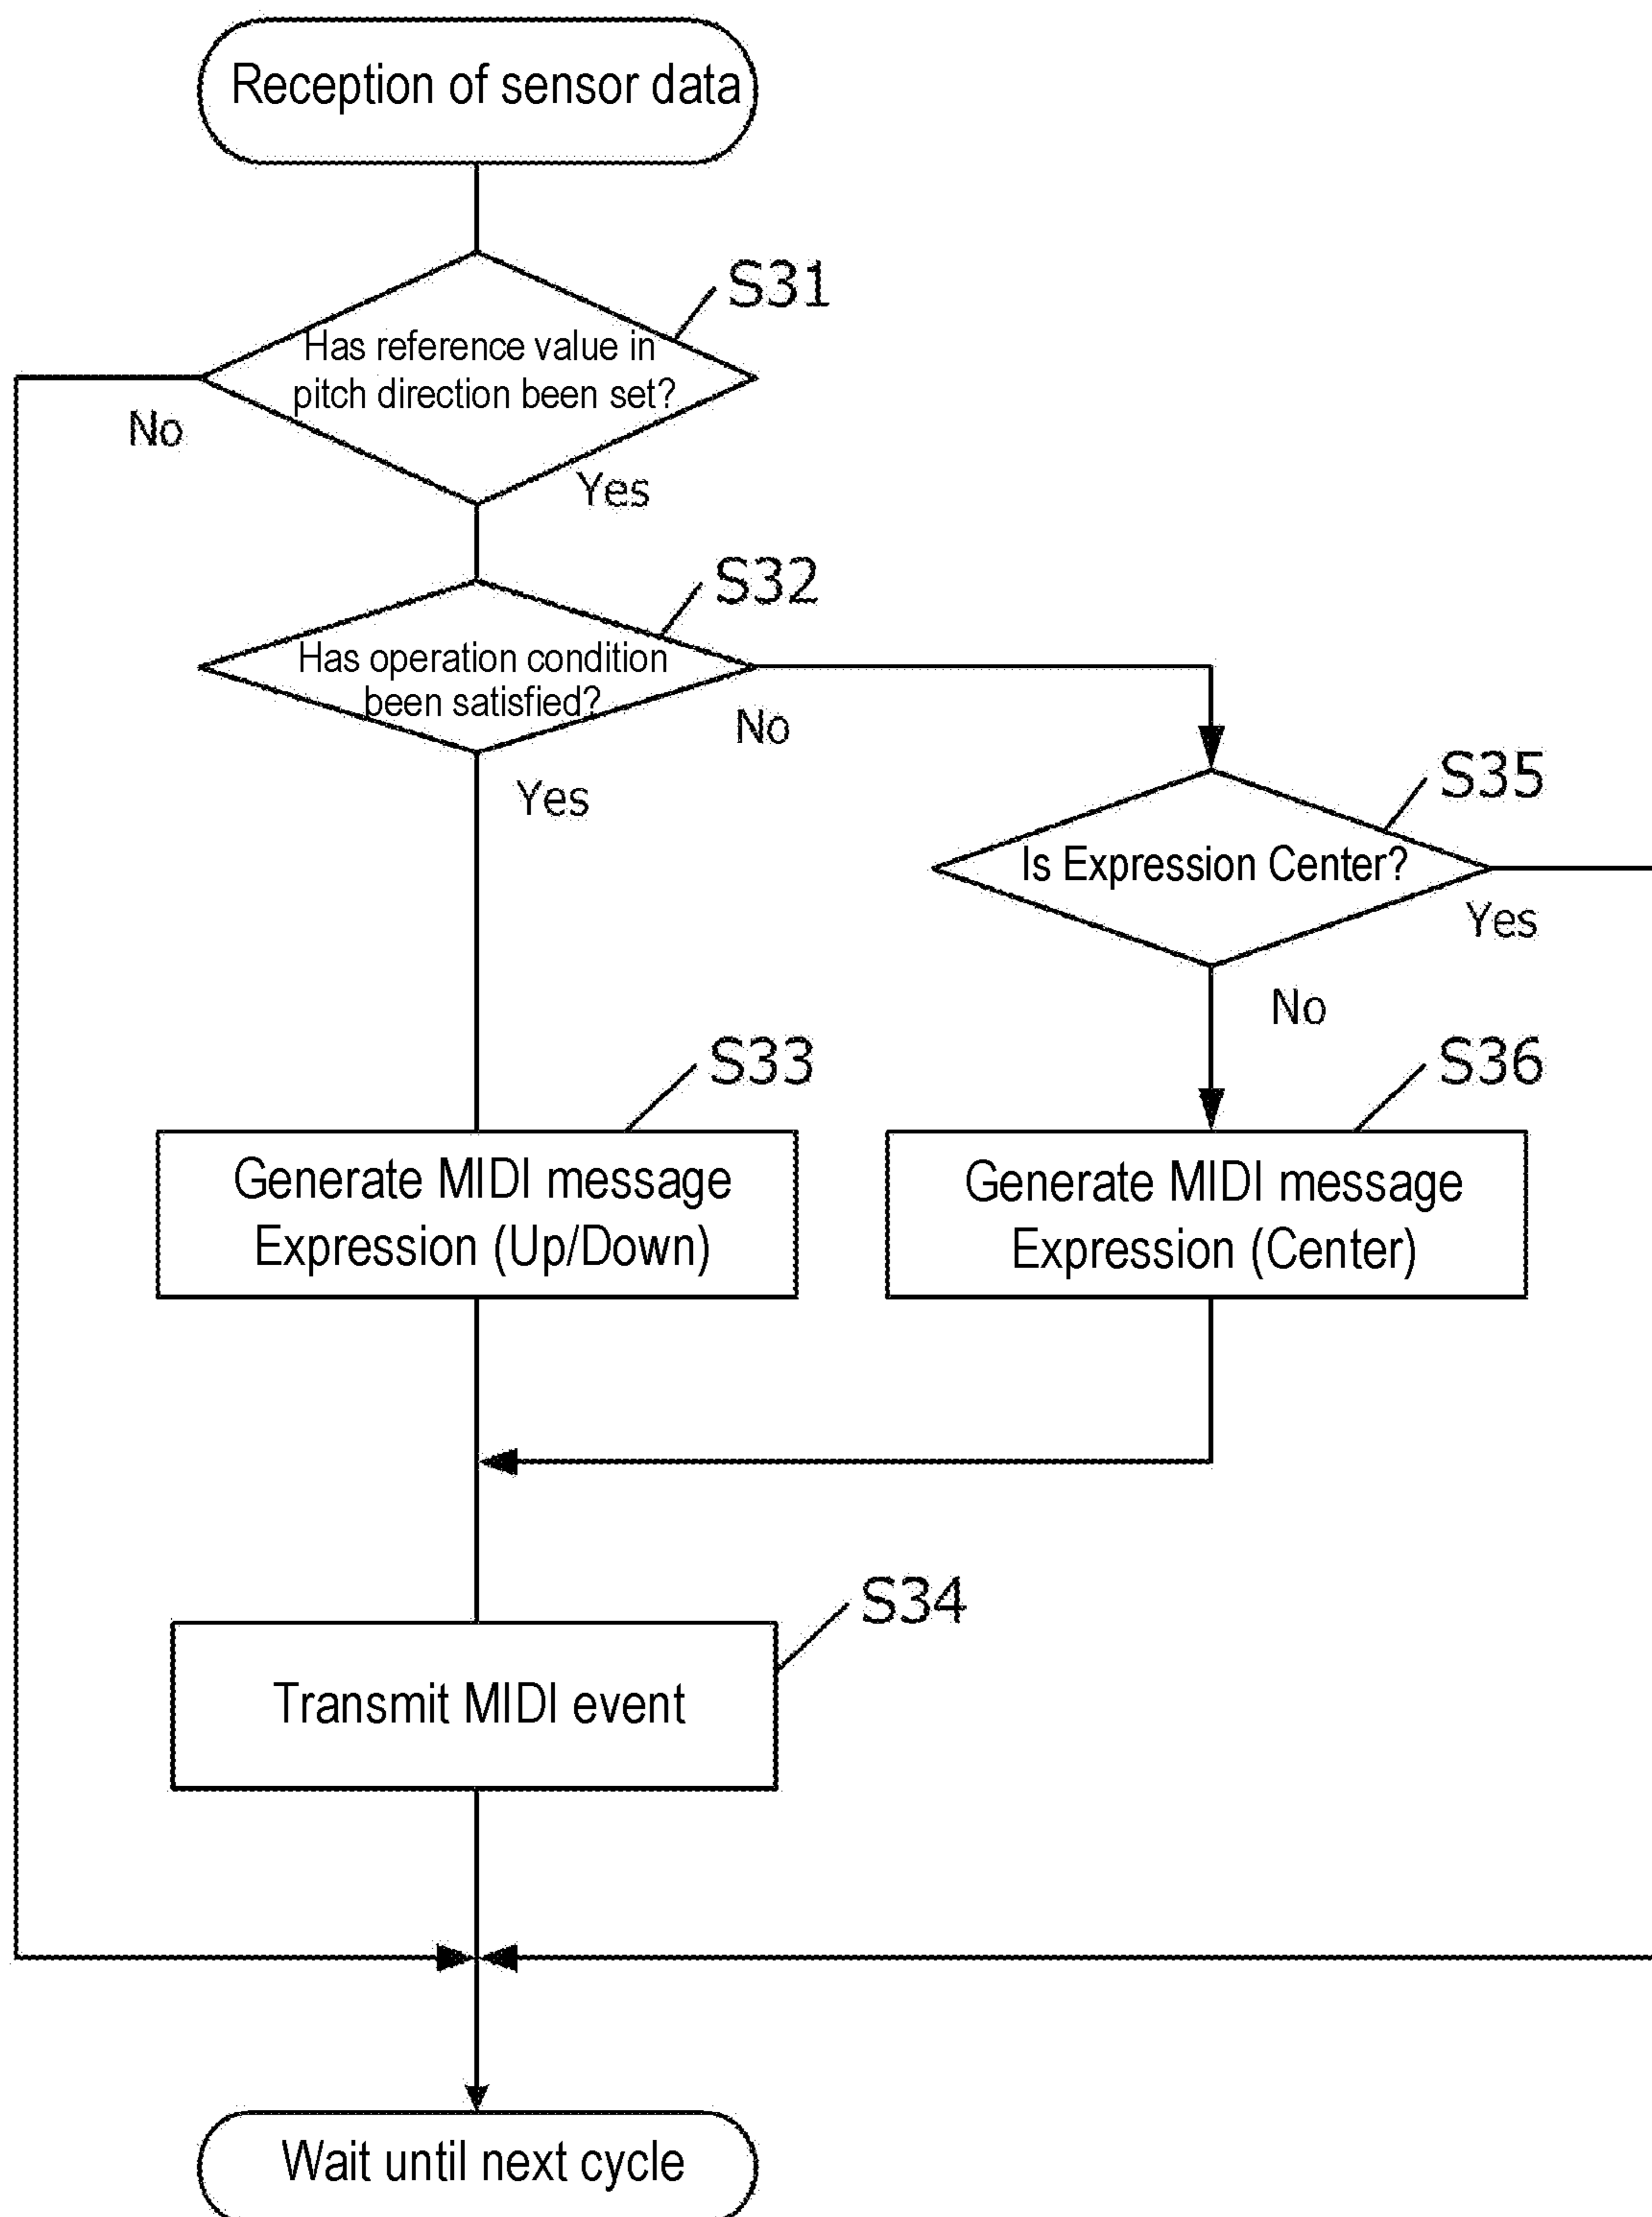 Reception of sensor data
S31
Has reference value in
pitch direction been set?
No
Yes
S32
Has operation condition
been satisfied?
No
Yes
S35
Is Expression Center?
Yes
No
S33
Generate MIDI message
Expression (Up/Down)
S36
Generate MIDI message
Expression (Center)
S34
Transmit MIDI event
Wait until next cycle